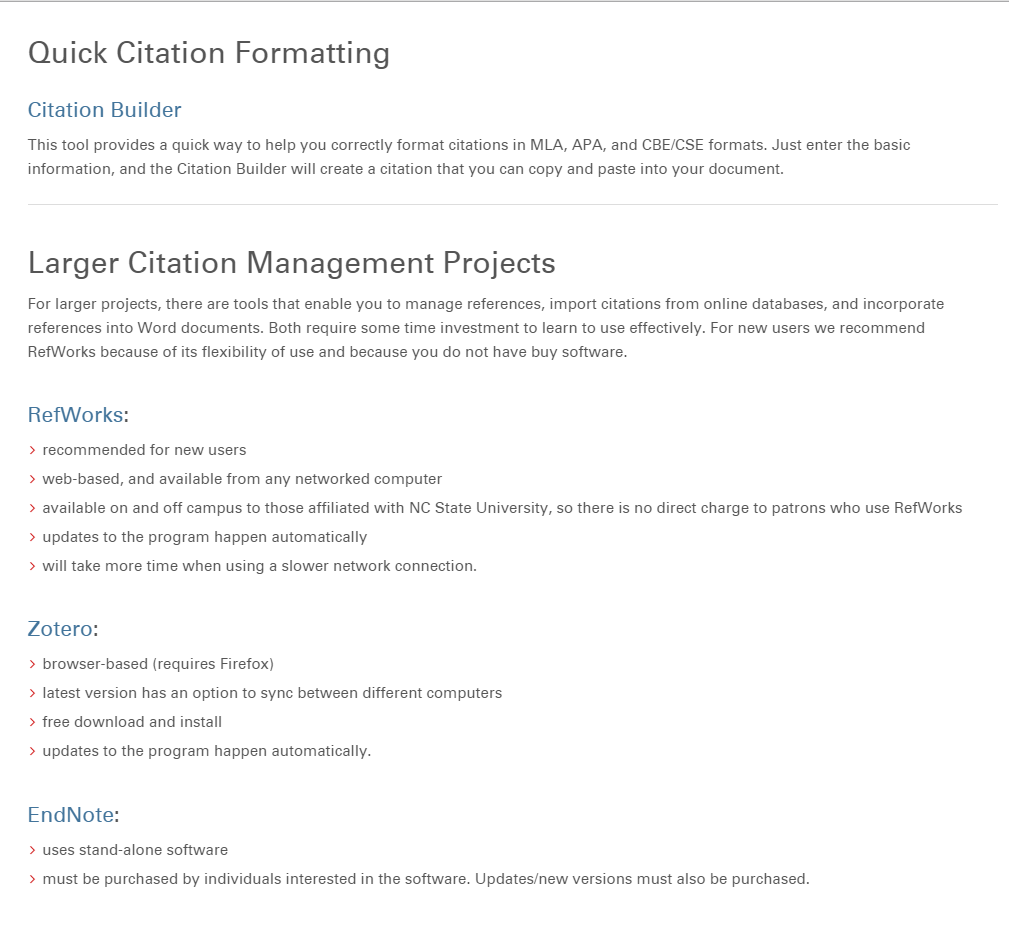 Quick Citation Formatting
Citation Builder
This tool provides a quick way to help you correctly format citations in MLA, APA, and CBE/CSE formats. Just enter the basic
information, and the Citation Builder will create a citation that you can copy and paste into your document.
Larger Citation Management Projects
For larger projects, there are tools that enable you to manage references, import citations from online databases, and incorporate
references into Word documents. Both require some time investment to learn to use effectively. For new users we recommend
RefWorks because of its flexibility of use and because you do not have buy software.
RefWorks:
> recommended for new users
> web-based, and available from any networked computer
> available on and off campus to those affiliated with NC State University, so there is no direct charge to patrons who use RefWorks
> updates to the program happen automatically
> will take more time when using a slower network connection.
Zotero:
> browser-based (requires Firefox)
> latest version has an option to sync between different computers
> free download and install
> updates to the program happen automatically.
EndNote:
> uses stand-alone software
> must be purchased by individuals interested in the software. Updates/new versions must also be purchased.